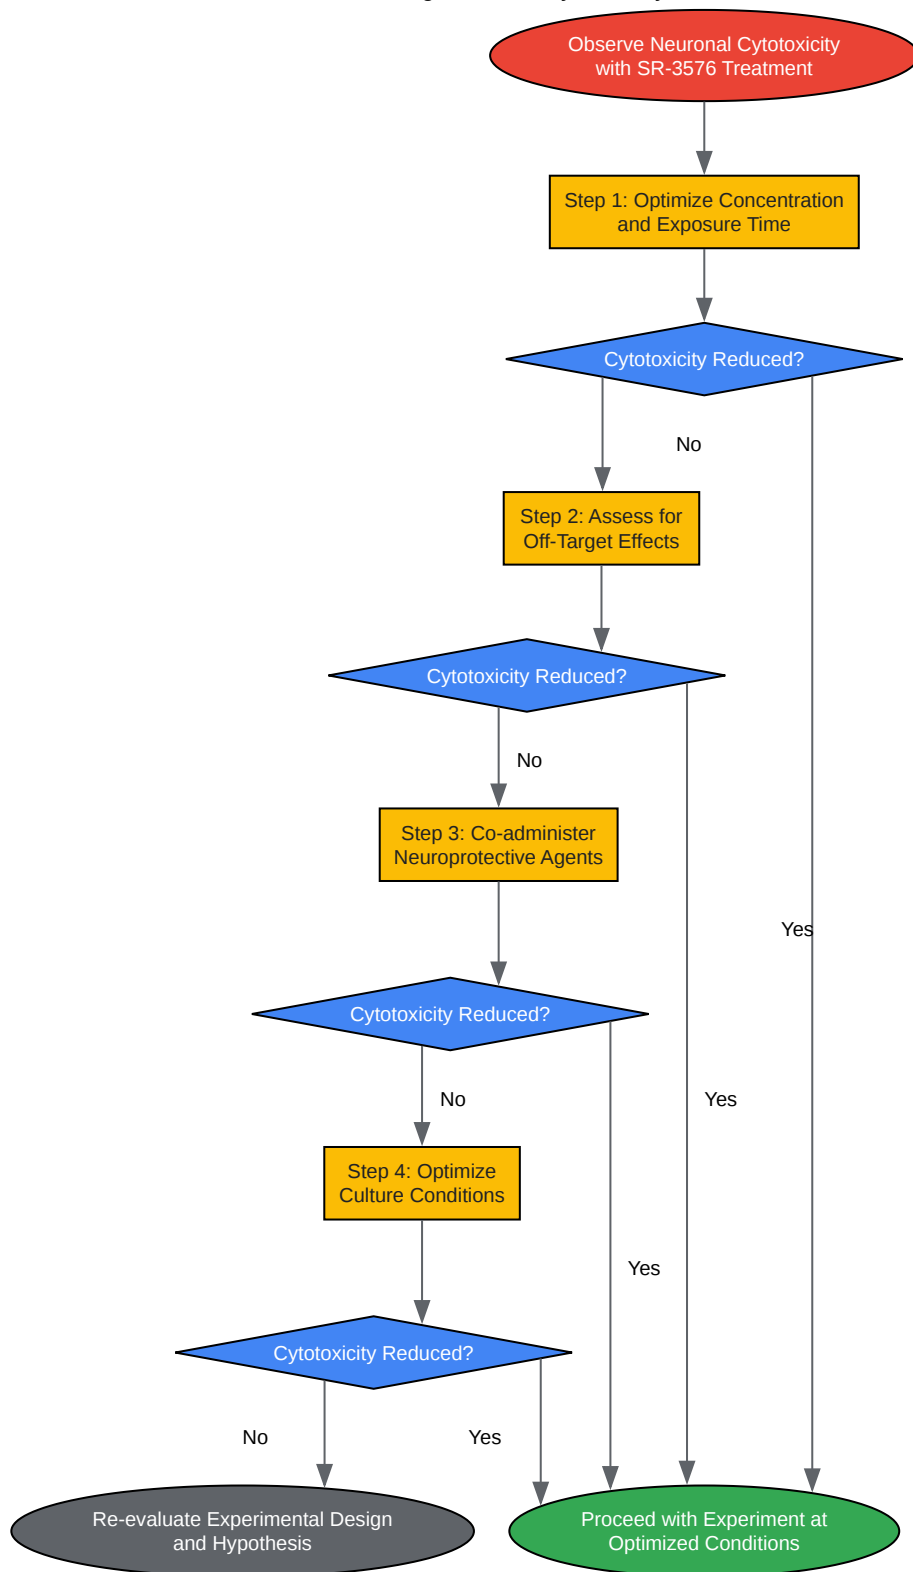 Observe Neuronal Cytotoxicity
with SR-3576 Treatment
Step 1: Optimize Concentration
and Exposure Time
Cytotoxicity Reduced?
No
Step 2: Assess for
Off-Target Effects
Cytotoxicity Reduced?
No
Step 3: Co-administer
Neuroprotective Agents
Yes
Cytotoxicity Reduced?
No
Yes
Step 4: Optimize
Culture Conditions
Yes
Cytotoxicity Reduced?
No
Yes
Re-evaluate Experimental Design
and Hypothesis
Proceed with Experiment at
Optimized Conditions